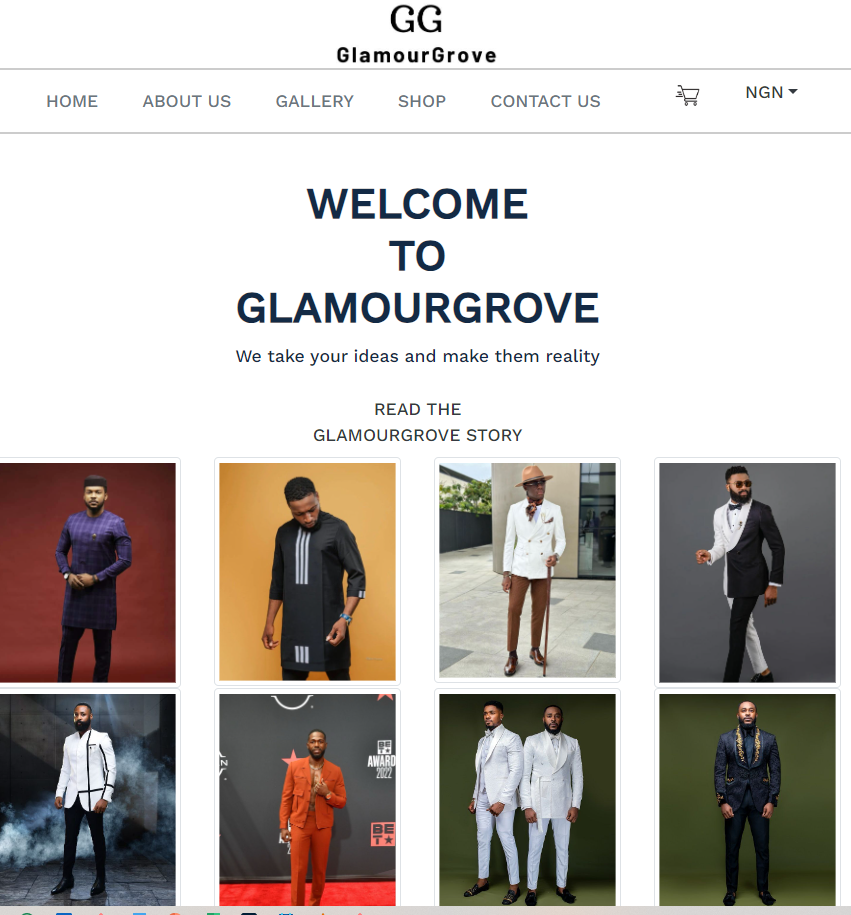 GG
GlamourGrove
HOME ABOUT US GALLERY SHOP CONTACT US NGN
WELCOME
TO
GLAMOURGROVE
We take your ideas and make them reality
READ THE
GLAMOURGROVE STORY
BET
AWARD
2022
BET